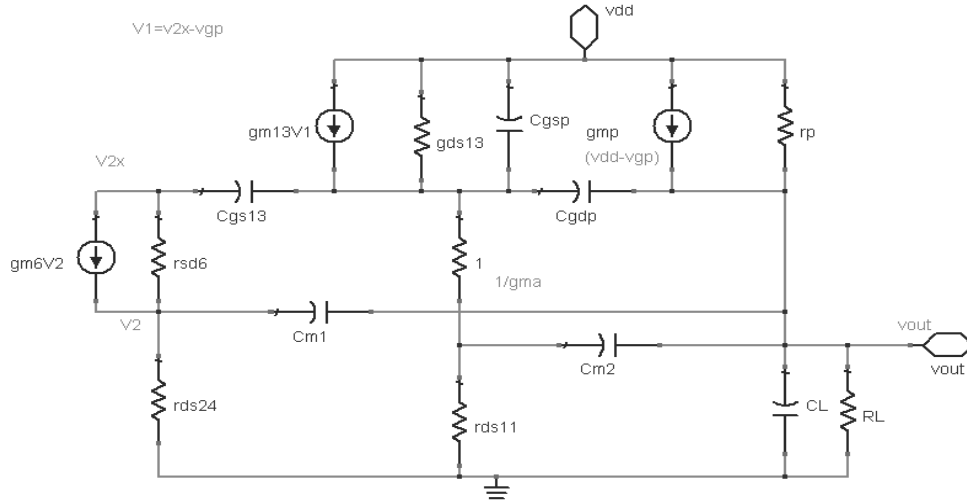 vdd
V1=v2x-vgp
gm13V1
gds13
Cgsp
gmp
(vdd-vgp)
rp
V2x
Cgs13
Cgdp
gm6V2
rsd6
1
1/gma
V2
Cm1
vout
vout
Cm2
rds24
rds11
CL
RL